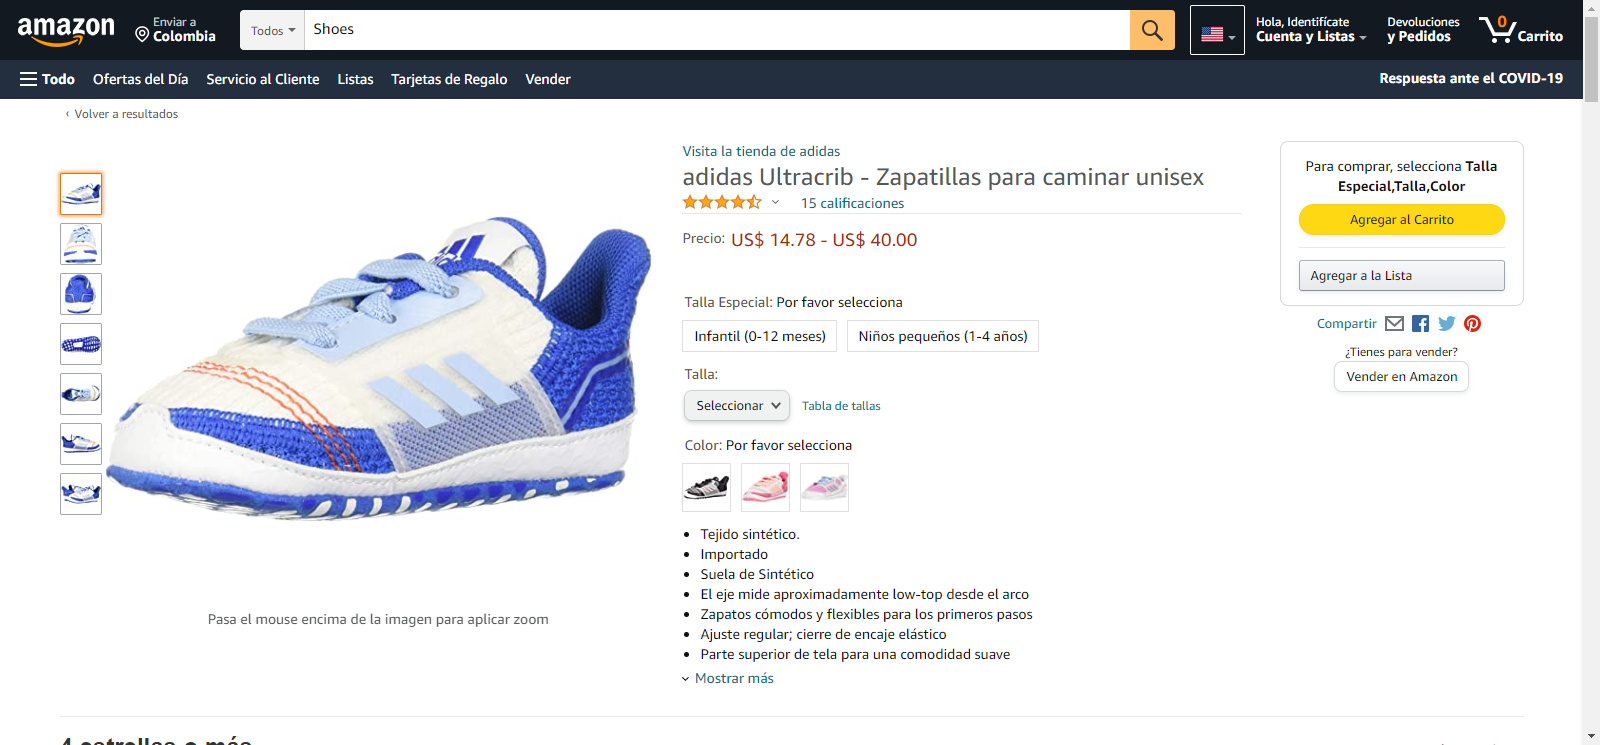 amazon
Enviar a
Colombia
Todos
Shoes
Hola, Identifícate
Cuenta y Listas
Devoluciones
y Pedidos
0
Carrito
Todo
Ofertas del Día
Servicio al Cliente
Listas
Tarjetas de Regalo
Vender
Respuesta ante el COVID-19
‹ Volver a resultados
Visita la tienda de adidas
adidas Ultracrib - Zapatillas para caminar unisex
15 calificaciones
Precio: US$ 14.78 - US$ 40.00
Talla Especial: Por favor selecciona
Infantil (0-12 meses)
Niños pequeños (1-4 años)
Talla:
Seleccionar
Tabla de tallas
Color: Por favor selecciona
• Tejido sintético.
• Importado
• Suela de Sintético
• El eje mide aproximadamente low-top desde el arco
• Zapatos cómodos y flexibles para los primeros pasos
• Ajuste regular; cierre de encaje elástico
• Parte superior de tela para una comodidad suave
Mostrar más
Pasa el mouse encima de la imagen para aplicar zoom
Para comprar, selecciona Talla
Especial,Talla,Color
Agregar al Carrito
Agregar a la Lista
Compartir
¿Tienes para vender?
Vender en Amazon
4 estrellas o más